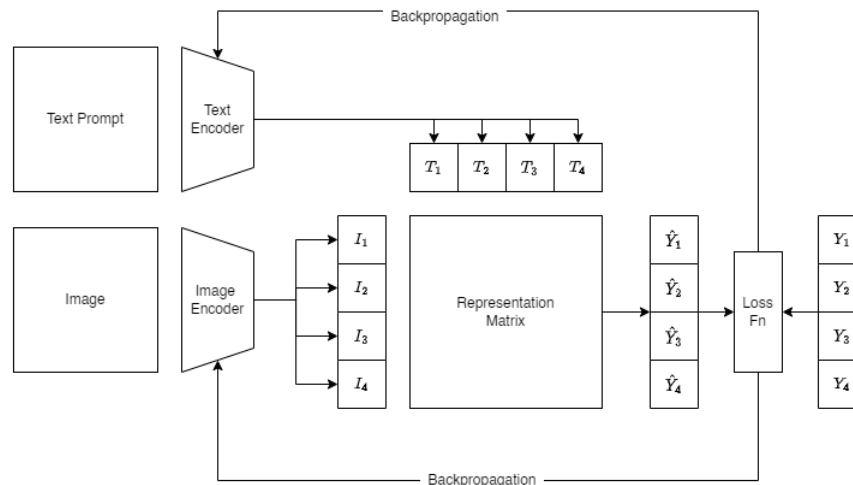 Backpropagation
Text Prompt
Text
Encoder
T₁ T₂ T₃ T₄
Image
Image
Encoder
I₁
I₂
I₃
I₄
Representation
Matrix
Ŷ₁
Ŷ₂
Ŷ₃
Ŷ₄
Loss
Fn
Y₁
Y₂
Y₃
Y₄
Backpropagation